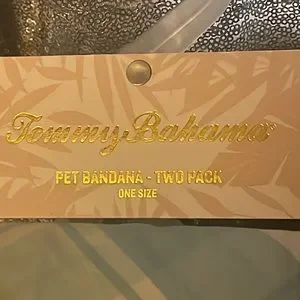 Tommy Bahama
PET BANDANA - TWO PACK
ONE SIZE